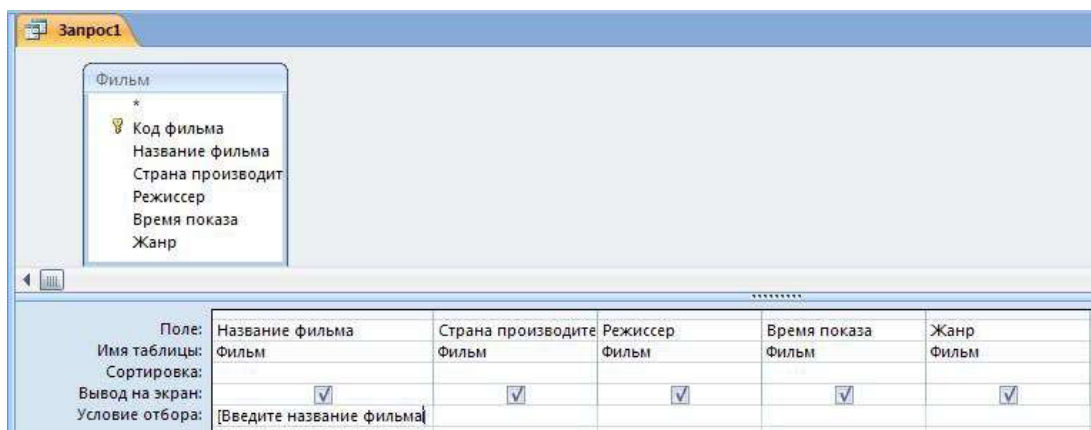 Запрос1
Фильм
*
Код фильма
Название фильма
Страна производит
Режиссер
Время показа
Жанр
Поле: Название фильма Страна производите Режиссер Время показа Жанр
Имя таблицы: Фильм Фильм Фильм Фильм Фильм
Сортировка:
Вывод на экран:
Условие отбора: [Введите название фильма